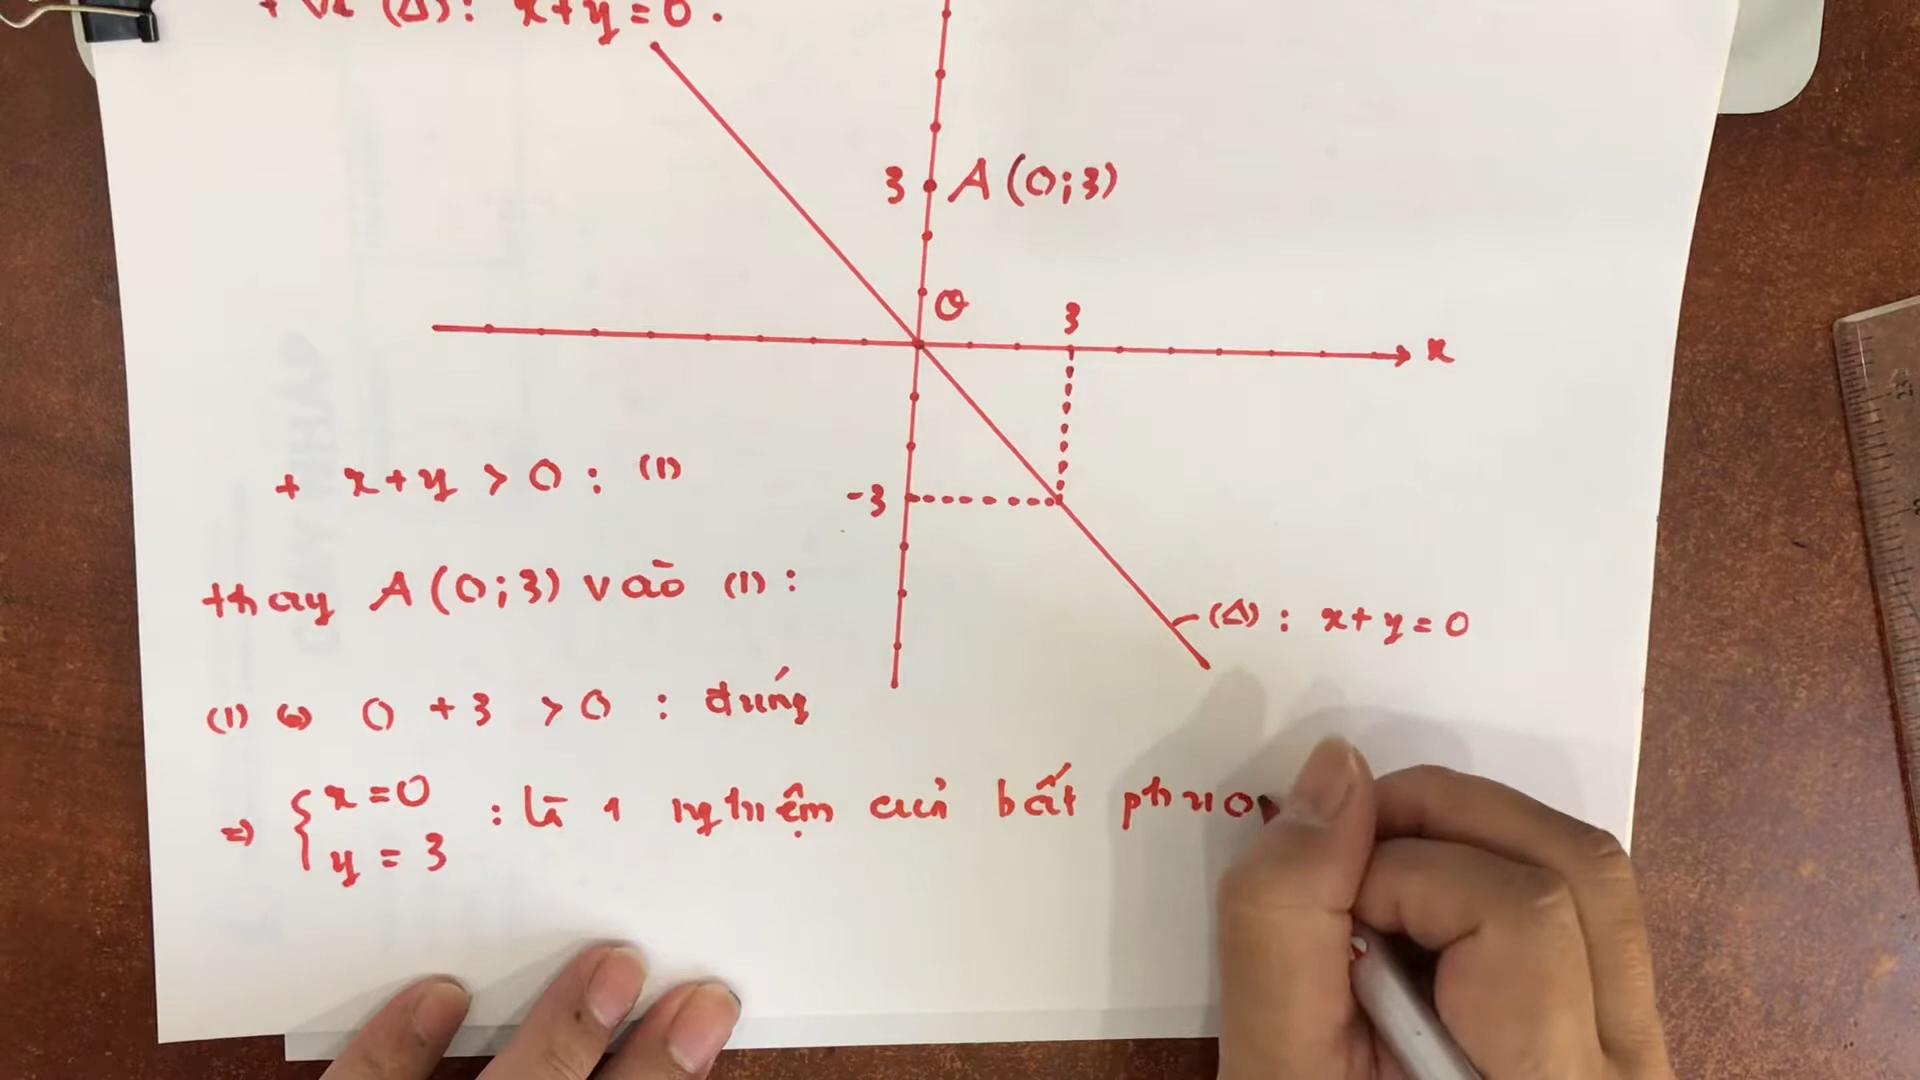 + Vẽ (Δ): x+y=0.
3 A(0;3)
O
3
x
+ x+y > 0 : (1)
-3
thay A(0;3) vào (1) :
(Δ) : x+y=0
(1) ⇔ 0 + 3 > 0 : đúng
⇒ { x=0
y = 3
: là 1 nghiệm của bất phươ